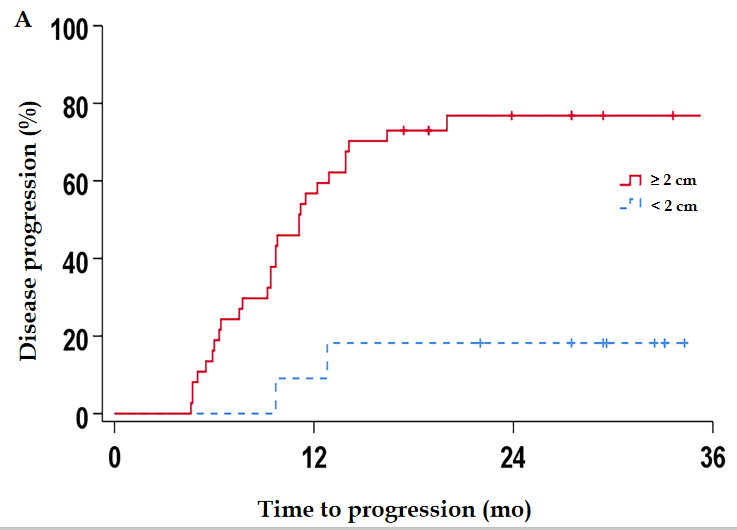 A
100
80
60
40
20
0
Disease progression (%)
≥ 2 cm
< 2 cm
0 12 24 36
Time to progression (mo)